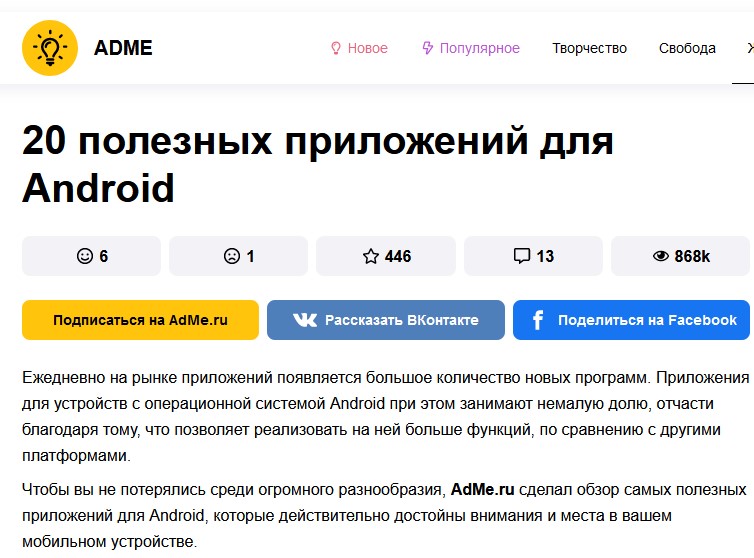 ADME
Новое
Популярное
Творчество
Свобода
20 полезных приложений для
Android
6
1
446
13
868k
Подписаться на AdMe.ru
Рассказать ВКонтакте
Поделиться на Facebook
Ежедневно на рынке приложений появляется большое количество новых программ. Приложения
для устройств с операционной системой Android при этом занимают немалую долю, отчасти
благодаря тому, что позволяет реализовать на ней больше функций, по сравнению с другими
платформами.
Чтобы вы не потерялись среди огромного разнообразия, AdMe.ru сделал обзор самых полезных
приложений для Android, которые действительно достойны внимания и места в вашем
мобильном устройстве.